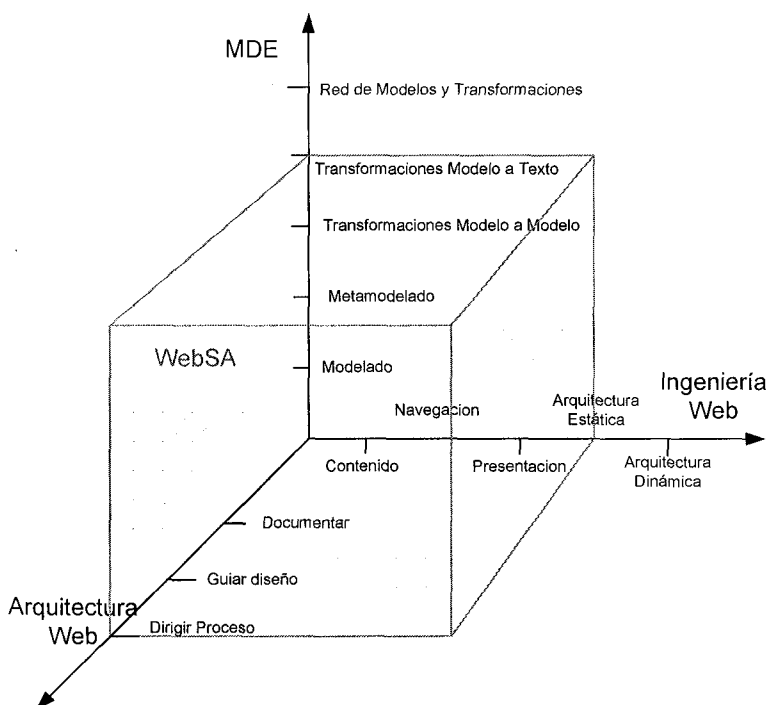 MDE
Red de Modelos y Transformaciones
Transformaciones Modelo a Texto
Transformaciones Modelo a Modelo
Metamodelado
WebSA
Modelado
Ingeniería
Web
Navegacion
Arquitectura
Estática
Contenido
Presentacion
Arquitectura
Dinámica
Documentar
Guiar diseño
Arquitectura
Web
Dirigir Proceso